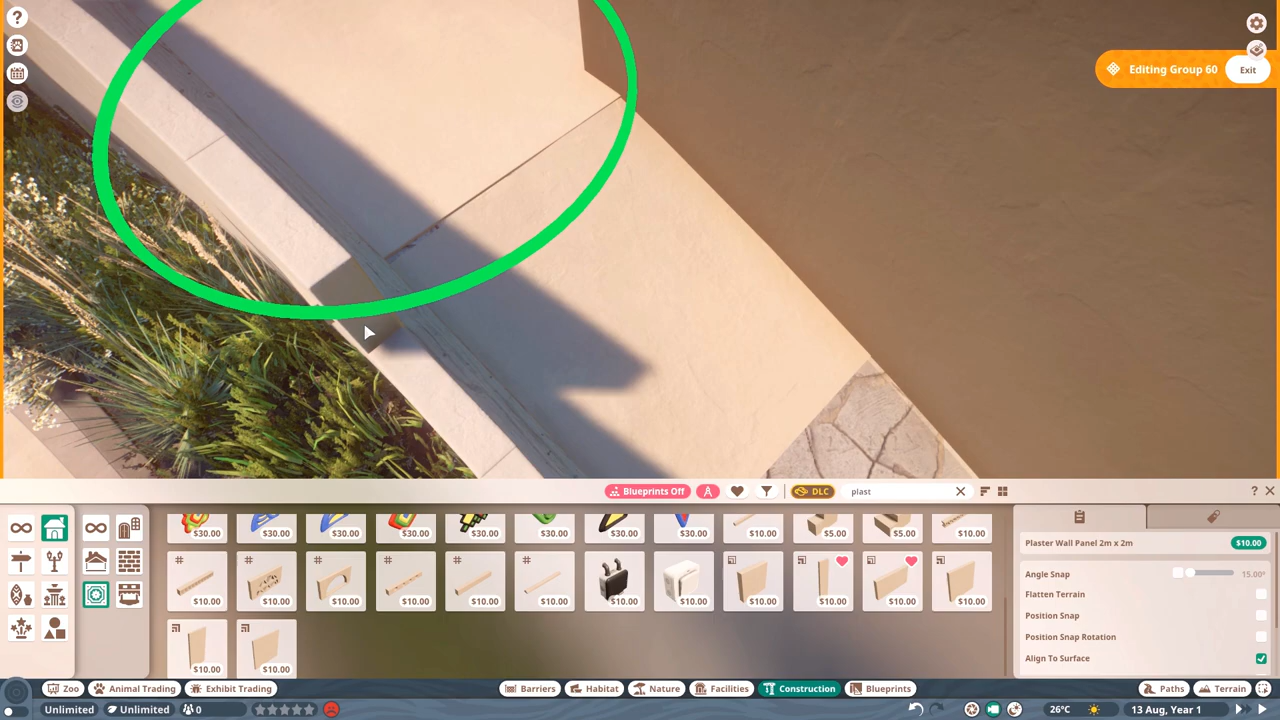 ?
Editing Group 60 Exit
Blueprints Off DLC plast ?
$30.00 $30.00 $30.00 $30.00 $30.00 $30.00 $30.00 $30.00 $10.00 $5.00 $5.00 $10.00
$10.00 $10.00 $10.00 $10.00 $10.00 $10.00 $10.00 $10.00 $10.00 $10.00 $10.00 $10.00
$10.00 $10.00
Plaster Wall Panel 2m x 2m $10.00
Angle Snap 15.00°
Flatten Terrain
Position Snap
Position Snap Rotation
Align To Surface
Zoo Animal Trading Exhibit Trading Barriers Habitat Nature Facilities Construction Blueprints Paths Terrain
Unlimited Unlimited 0 26°C 13 Aug, Year 1